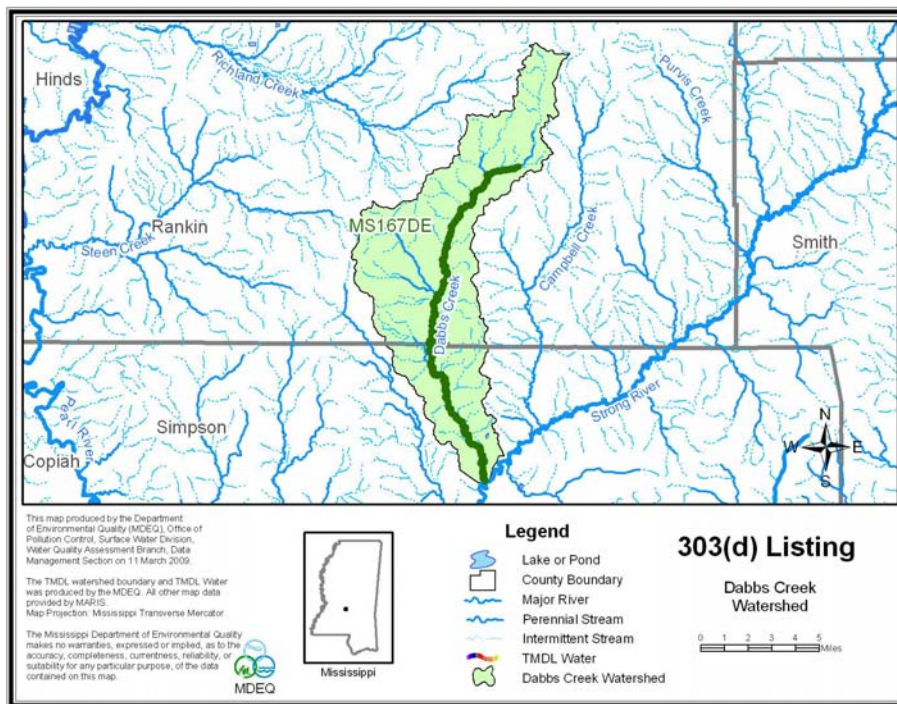 Hinds
Richland Creek
Purvis Creek
MS167DE
Rankin
Steen Creek
Campbell Creek
Smith
Dabbs Creek
Strong River
Pearl River
Simpson
Copiah
N
W
E
S
This map produced by the Department
of Environmental Quality (MDEQ), Office of
Pollution Control, Surface Water Division,
Water Quality Assessment Branch, Data
Management Section on 11 March 2009.
The TMDL watershed boundary and TMDL Water
was produced by the MDEQ. All other map data
provided by MARIS.
Map Projection: Mississippi Transverse Mercator
The Mississippi Department of Environmental Quality
makes no warranties, expressed or implied, as to the
accuracy, completeness, currentness, reliability, or
suitability for any particular purpose, of the data
contained on this map.
MDEQ
Mississippi
Legend
Lake or Pond
County Boundary
Major River
Perennial Stream
Intermittent Stream
TMDL Water
Dabbs Creek Watershed
303(d) Listing
Dabbs Creek
Watershed
0 1 2 3 4 5
Miles